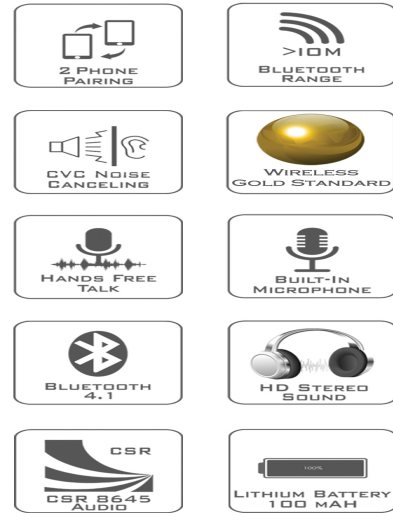 2 PHONE
PAIRING
>10M
BLUETOOTH
RANGE
CVC NOISE
CANCELING
WIRELESS
GOLD STANDARD
HANDS FREE
TALK
BUILT-IN
MICROPHONE
BLUETOOTH
4.1
HD STEREO
SOUND
CSR
CSR 8645
AUDIO
100%
LITHIUM BATTERY
100 MAH